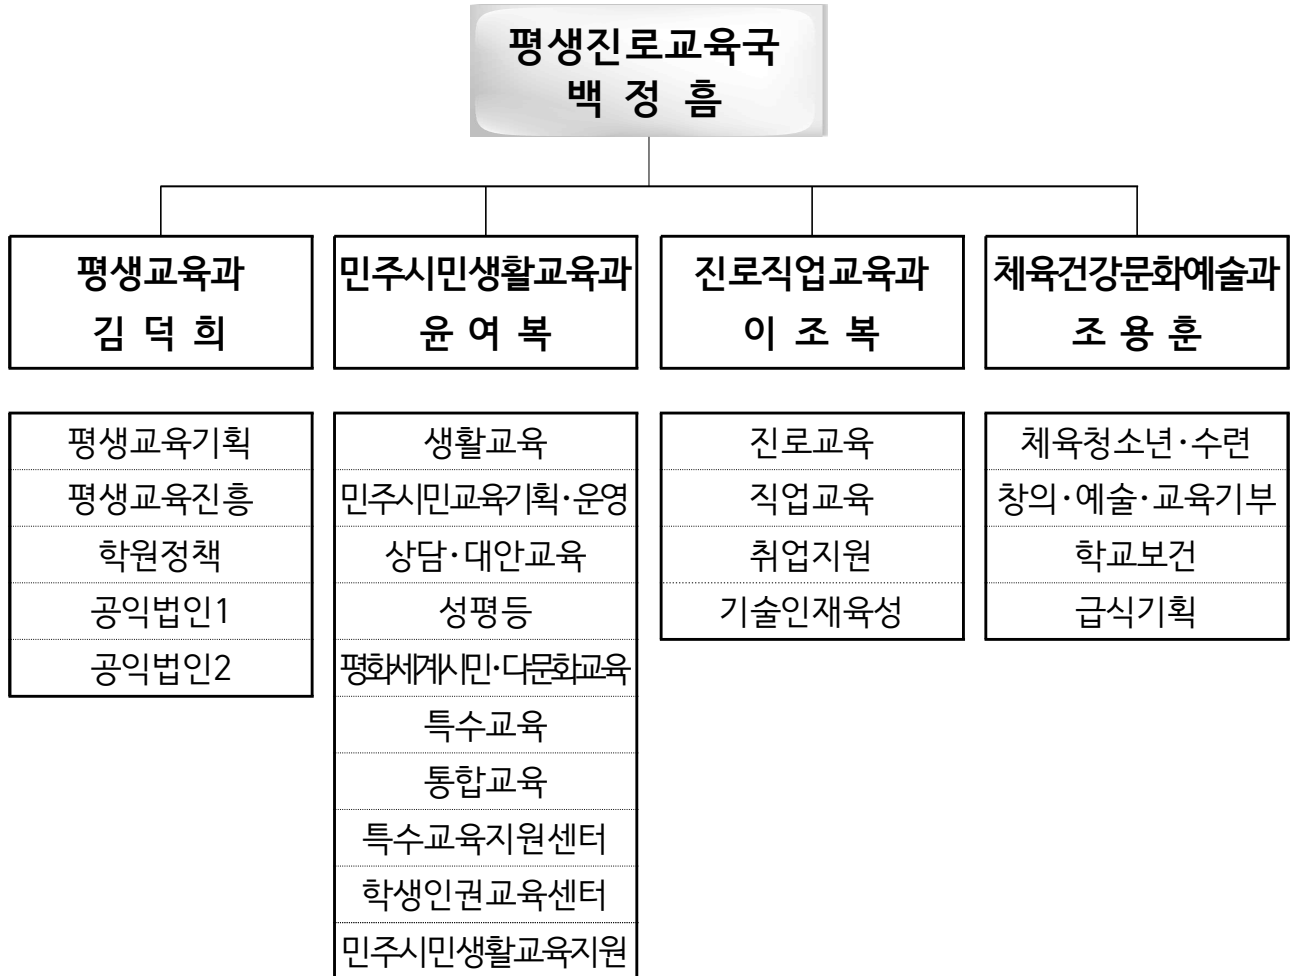 평생진로교육국
백 정 흠
평생교육과
김 덕 희
민주시민생활교육과
윤 여 복
진로직업교육과
이 조 복
체육건강문화예술과
조 용 훈
평생교육기획
평생교육진흥
학원정책
공익법인1
공익법인2
생활교육
민주시민교육기획·운영
상담·대안교육
성평등
평화세계시민·다문화교육
특수교육
통합교육
특수교육지원센터
학생인권교육센터
민주시민생활교육지원
진로교육
직업교육
취업지원
기술인재육성
체육청소년·수련
창의·예술·교육기부
학교보건
급식기획